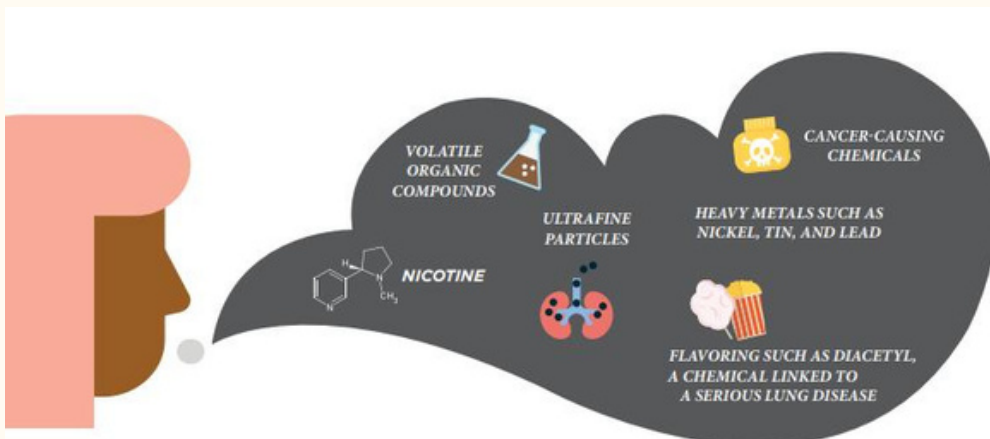 VOLATILE
ORGANIC
COMPOUNDS
CANCER-CAUSING
CHEMICALS
ULTRAFINE
PARTICLES
HEAVY METALS SUCH AS
NICKEL, TIN, AND LEAD
H
N
CH3
N
NICOTINE
FLAVORING SUCH AS DIACETYL,
A CHEMICAL LINKED TO
A SERIOUS LUNG DISEASE